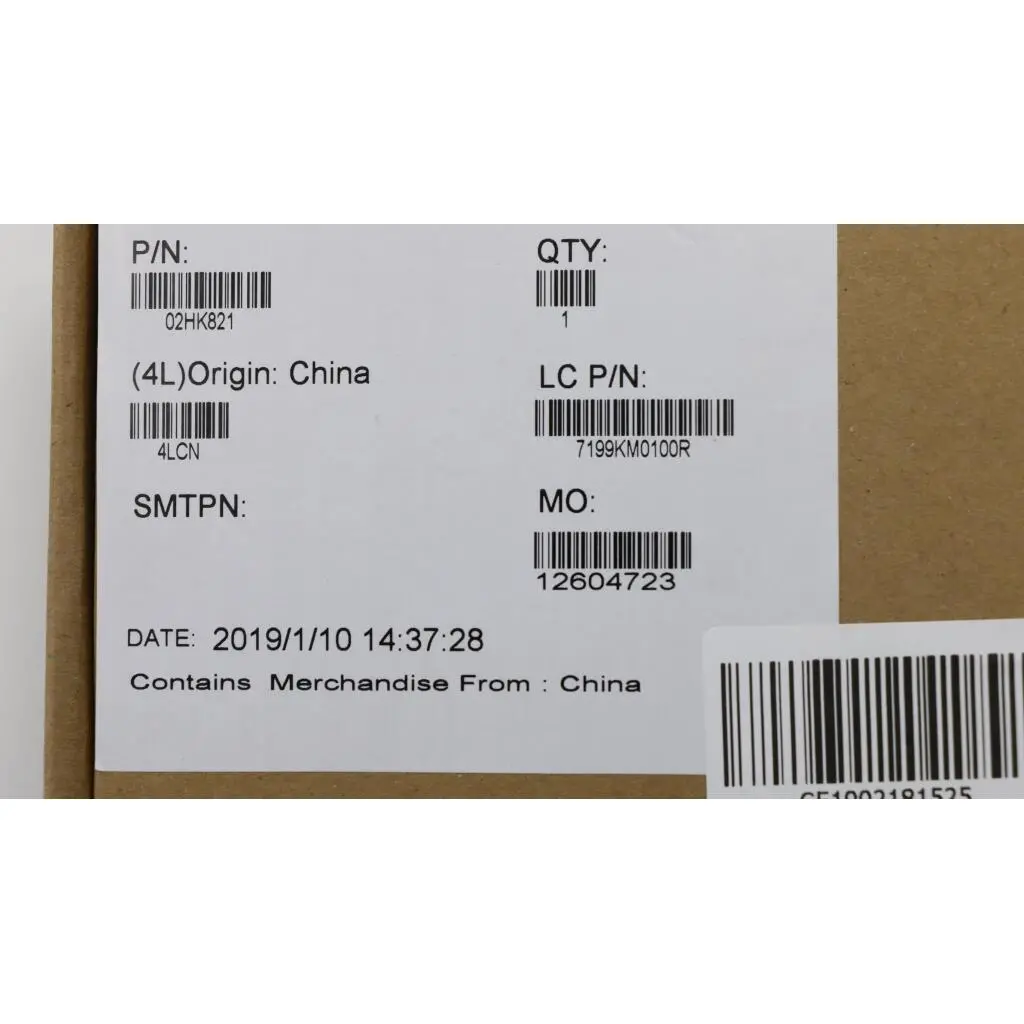 P/N:
02HK821
QTY:
1
(4L)Origin: China
4LCN
LC P/N:
7199KM0100R
SMTPN:
MO:
12604723
DATE: 2019/1/10 14:37:28
Contains Merchandise From : China